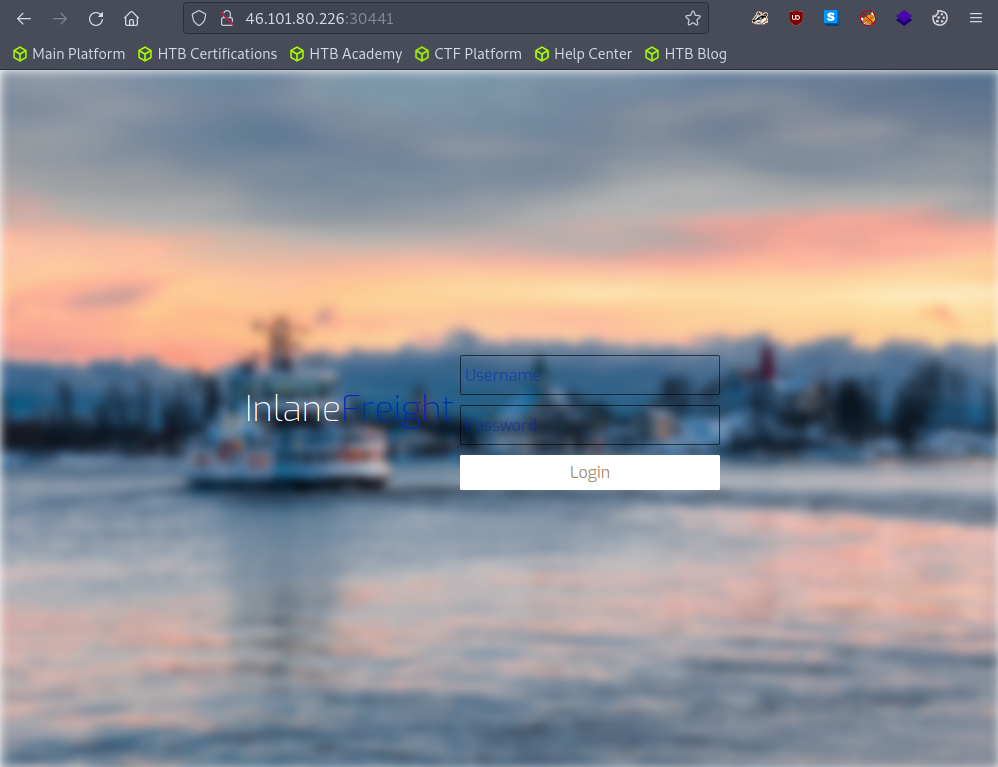 46.101.80.226:30441
Main Platform HTB Certifications HTB Academy CTF Platform Help Center HTB Blog
Username
InlaneFreight
Password
Login